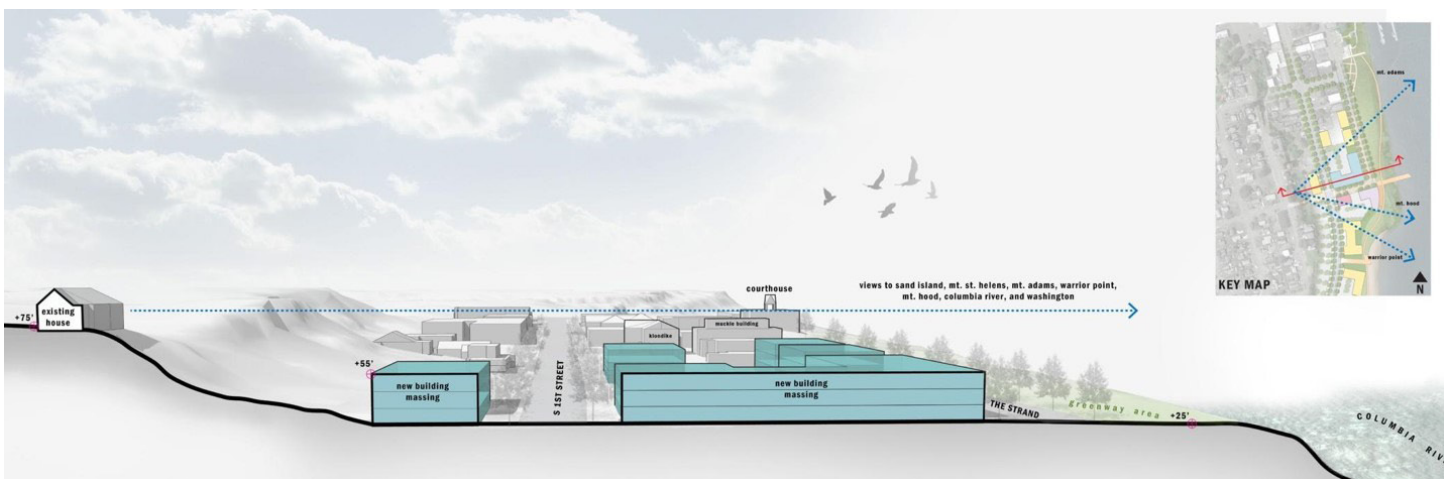 +75'
existing
house
+55'
new building
massing
S 1ST STREET
klondike
muckle building
courthouse
views to sand island, mt. st. helens, mt. adams, warrior point,
mt. hood, columbia river, and washington
new building
massing
THE STRAND
greenway area
+25'
COLUMBIA RIV
mt. adams
mt. hood
warrior point
KEY MAP
N